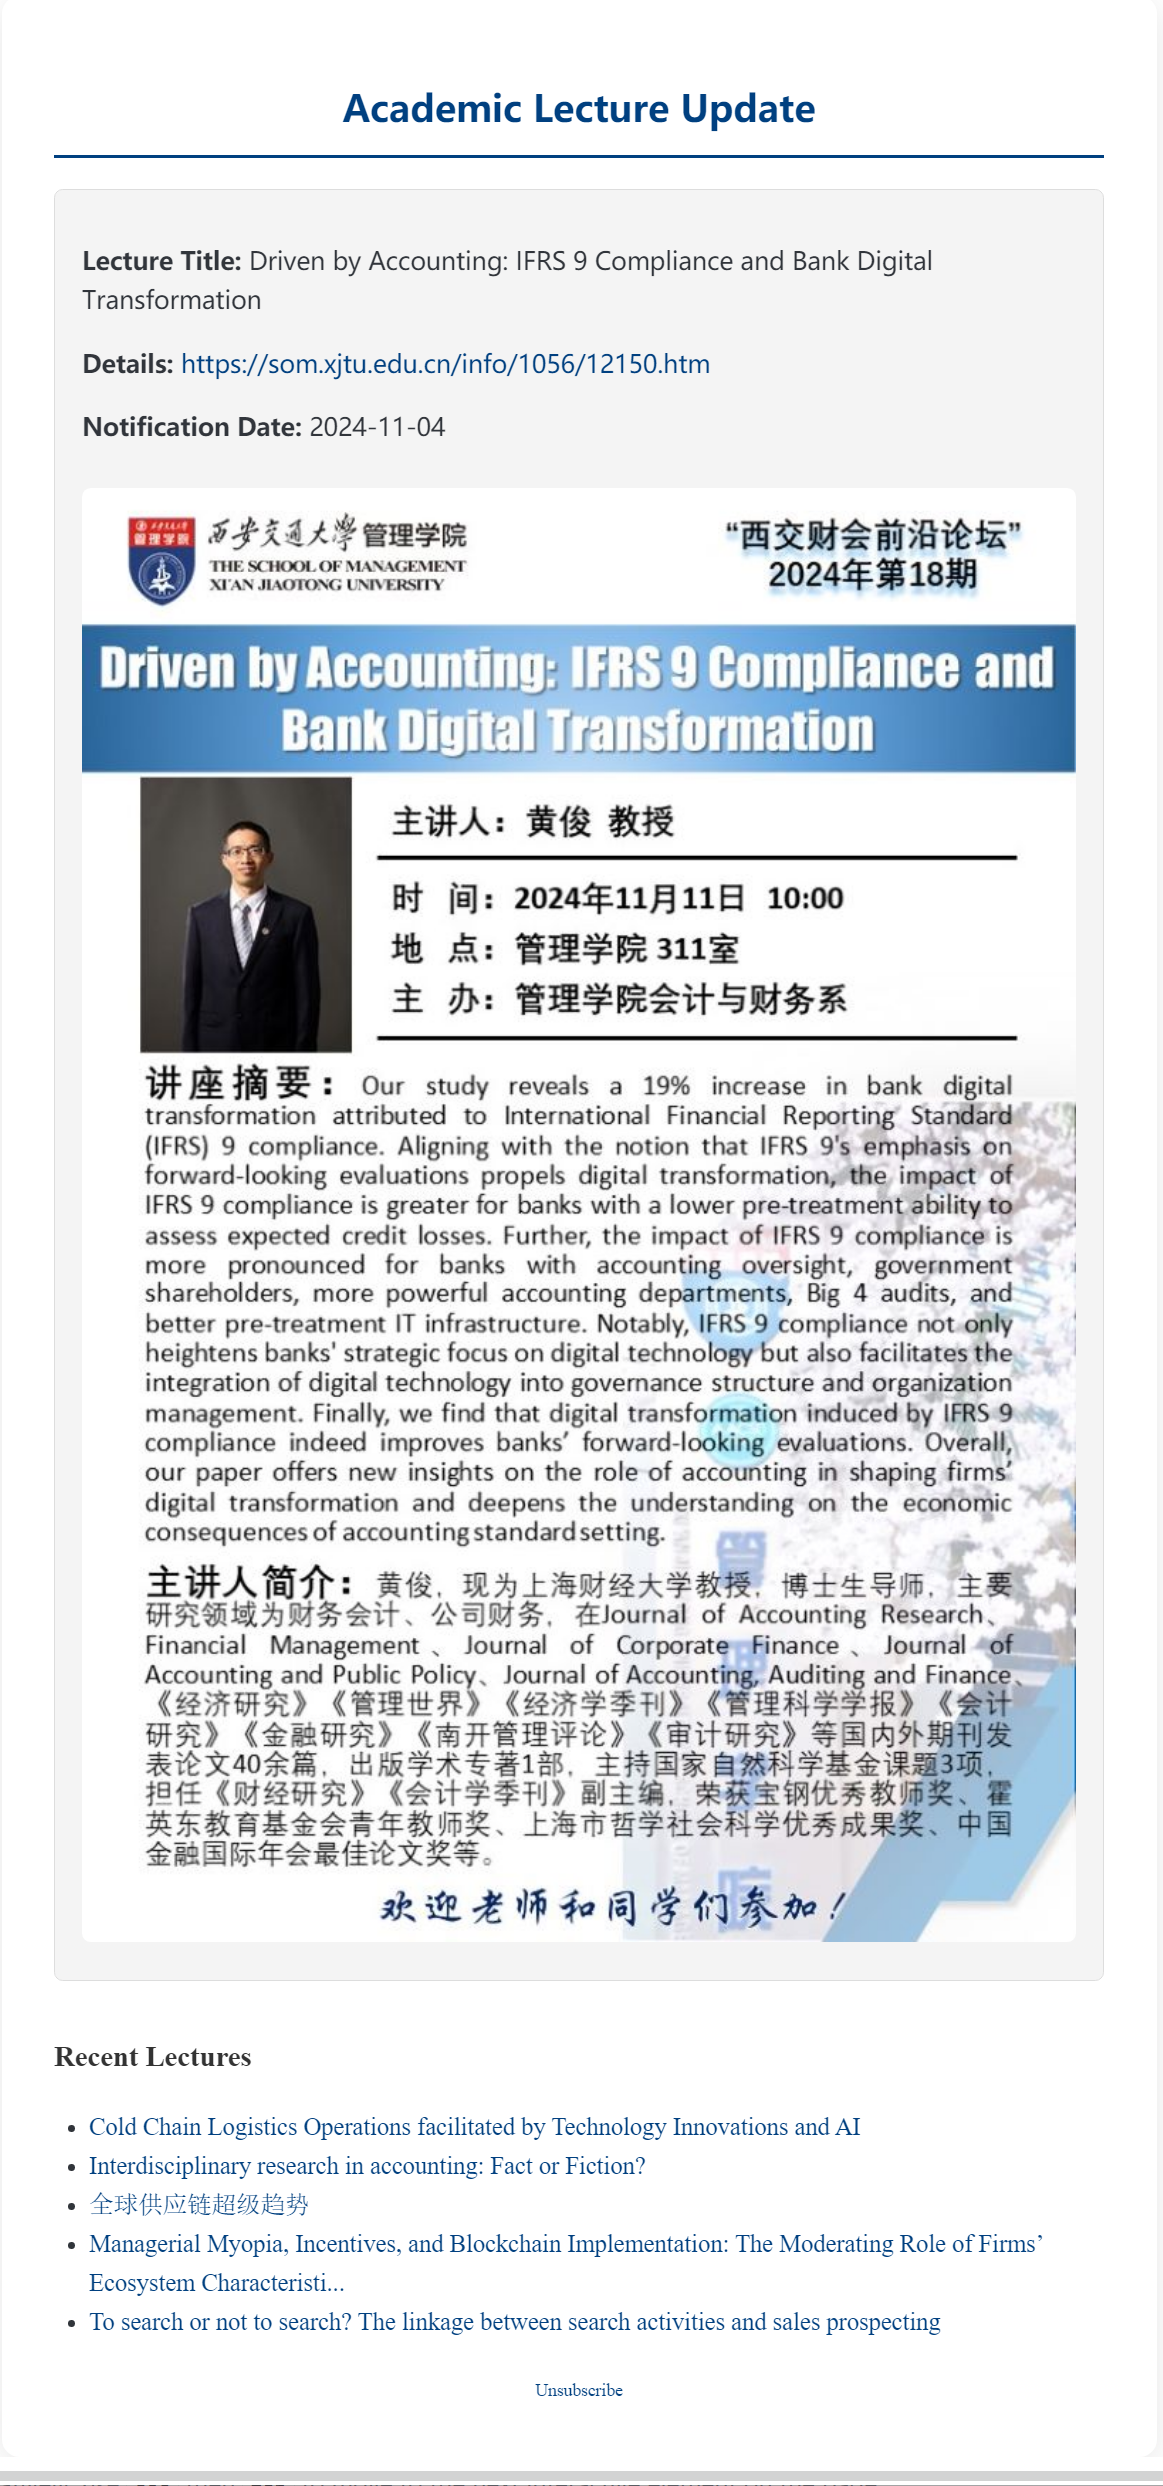 Academic Lecture Update
Lecture Title: Driven by Accounting: IFRS 9 Compliance and Bank Digital
Transformation
Details: https://som.xjtu.edu.cn/info/1056/12150.htm
Notification Date: 2024-11-04
管理学院
西安交通大学管理学院
THE SCHOOL OF MANAGEMENT
XI'AN JIAOTONG UNIVERSITY
“西交财会前沿论坛”
2024年第18期
Driven by Accounting: IFRS 9 Compliance and
Bank Digital Transformation
主讲人：黄俊 教授
时 间：2024年11月11日 10:00
地 点：管理学院 311室
主 办：管理学院会计与财务系
讲座摘要：Our study reveals a 19% increase in bank digital
transformation attributed to International Financial Reporting Standard
(IFRS) 9 compliance. Aligning with the notion that IFRS 9's emphasis on
forward-looking evaluations propels digital transformation, the impact of
IFRS 9 compliance is greater for banks with a lower pre-treatment ability to
assess expected credit losses. Further, the impact of IFRS 9 compliance is
more pronounced for banks with accounting oversight, government
shareholders, more powerful accounting departments, Big 4 audits, and
better pre-treatment IT infrastructure. Notably, IFRS 9 compliance not only
heightens banks' strategic focus on digital technology but also facilitates the
integration of digital technology into governance structure and organization
management. Finally, we find that digital transformation induced by IFRS 9
compliance indeed improves banks’ forward-looking evaluations. Overall,
our paper offers new insights on the role of accounting in shaping firms’
digital transformation and deepens the understanding on the economic
consequences of accounting standard setting.
主讲人简介：黄俊，现为上海财经大学教授，博士生导师，主要
研究领域为财务会计、公司财务，在Journal of Accounting Research、
Financial Management、Journal of Corporate Finance、Journal of
Accounting and Public Policy、Journal of Accounting, Auditing and Finance、
《经济研究》《管理世界》《经济学季刊》《管理科学学报》《会计
研究》《金融研究》《南开管理评论》《审计研究》等国内外期刊发
表论文40余篇，出版学术专著1部，主持国家自然科学基金课题3项，
担任《财经研究》《会计学季刊》副主编，荣获宝钢优秀教师奖、霍
英东教育基金会青年教师奖、上海市哲学社会科学优秀成果奖、中国
金融国际年会最佳论文奖等。
管理学院
欢迎老师和同学们参加！
Recent Lectures
Cold Chain Logistics Operations facilitated by Technology Innovations and AI
Interdisciplinary research in accounting: Fact or Fiction?
全球供应链超级趋势
Managerial Myopia, Incentives, and Blockchain Implementation: The Moderating Role of Firms’
Ecosystem Characteristi...
To search or not to search? The linkage between search activities and sales prospecting
Unsubscribe